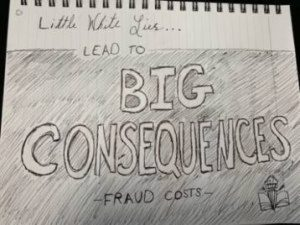 Little White Lies...
LEAD TO
BIG
CONSEQUENCES
-FRAUD COSTS-